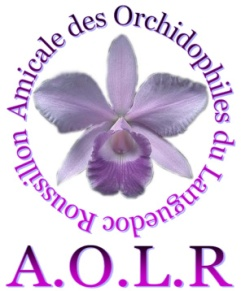 Amicale des Orchidophiles du Languedoc Roussillon
A.O.L.R